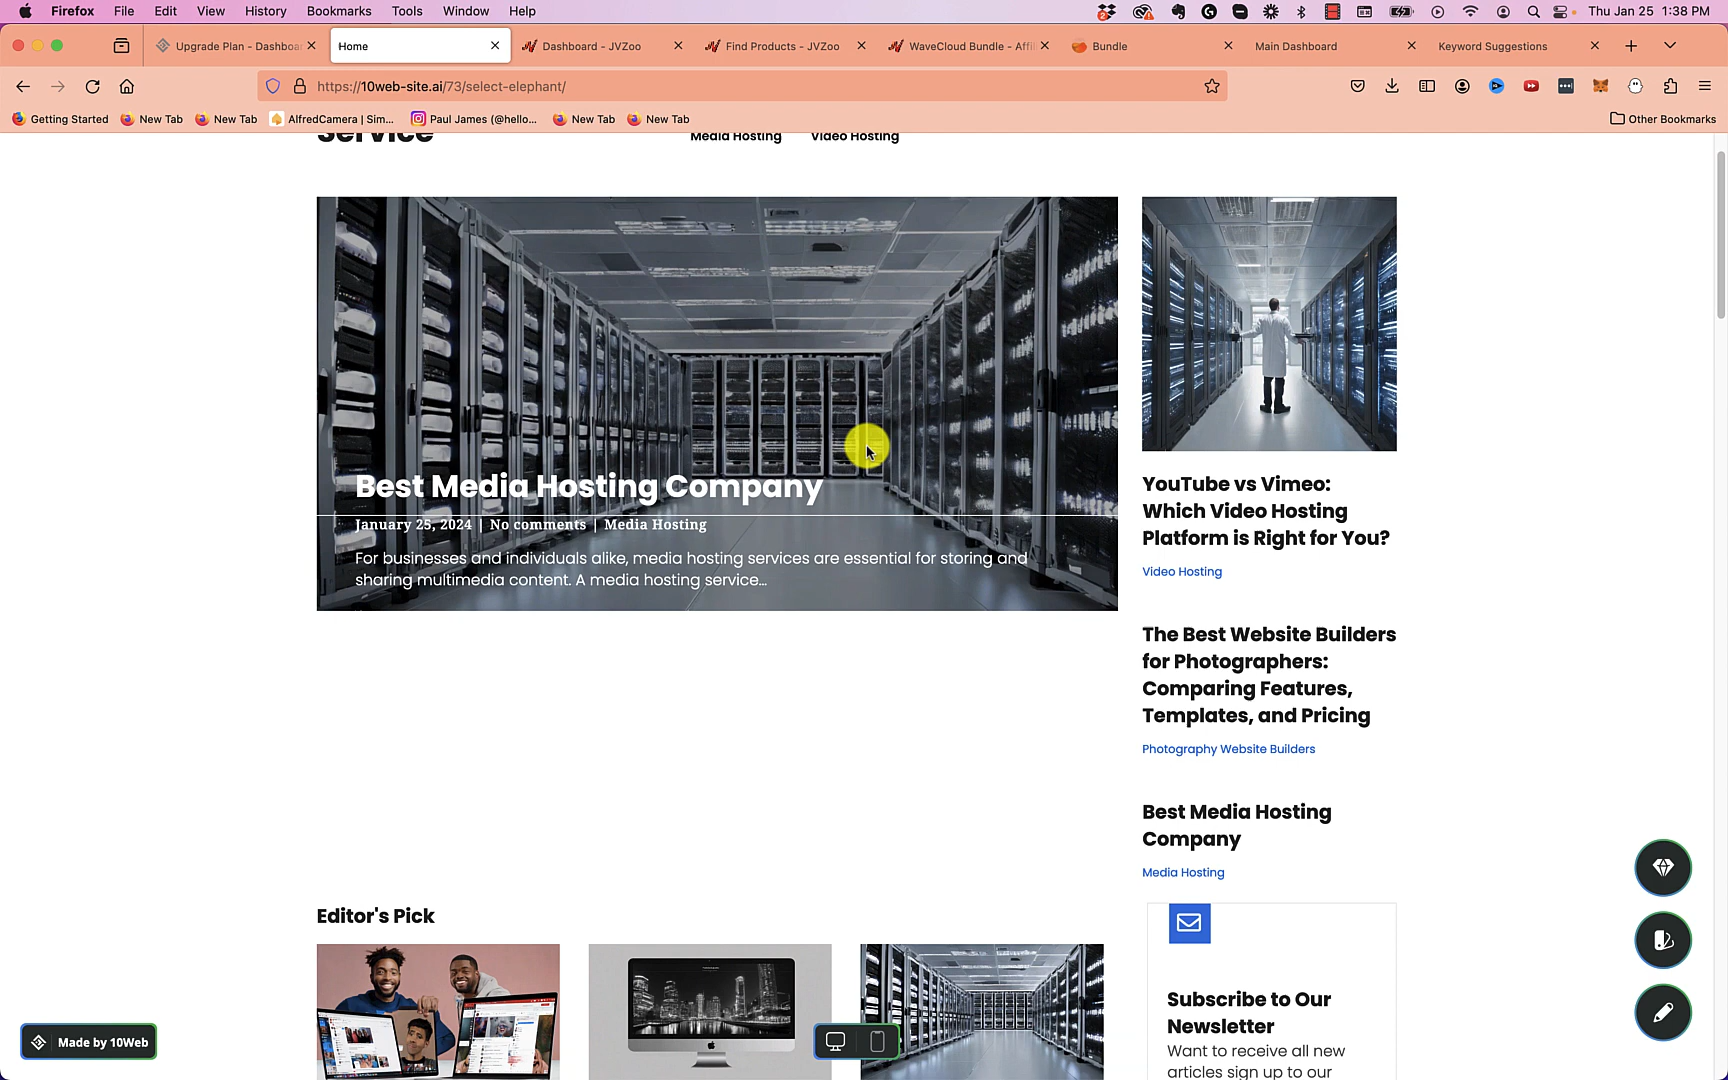 Firefox File Edit View History Bookmarks Tools Window Help
2
Thu Jan 25 1:38 PM
Upgrade Plan - Dashboa
Home
Dashboard - JVZoo
Find Products - JVZoo
WaveCloud Bundle - Affi
Bundle
Main Dashboard
Keyword Suggestions
https://10web-site.ai/73/select-elephant/
Getting Started
New Tab
New Tab
AlfredCamera | Sim...
Paul James (@hello...
New Tab
New Tab
Other Bookmarks
Service
Media Hosting
Video Hosting
Best Media Hosting Company
January 25, 2024 | No comments | Media Hosting
For businesses and individuals alike, media hosting services are essential for storing and
sharing multimedia content. A media hosting service...
YouTube vs Vimeo:
Which Video Hosting
Platform is Right for You?
Video Hosting
The Best Website Builders
for Photographers:
Comparing Features,
Templates, and Pricing
Photography Website Builders
Best Media Hosting
Company
Media Hosting
Editor's Pick
Subscribe to Our
Newsletter
Want to receive all new
articles sign up to our
Made by 10Web